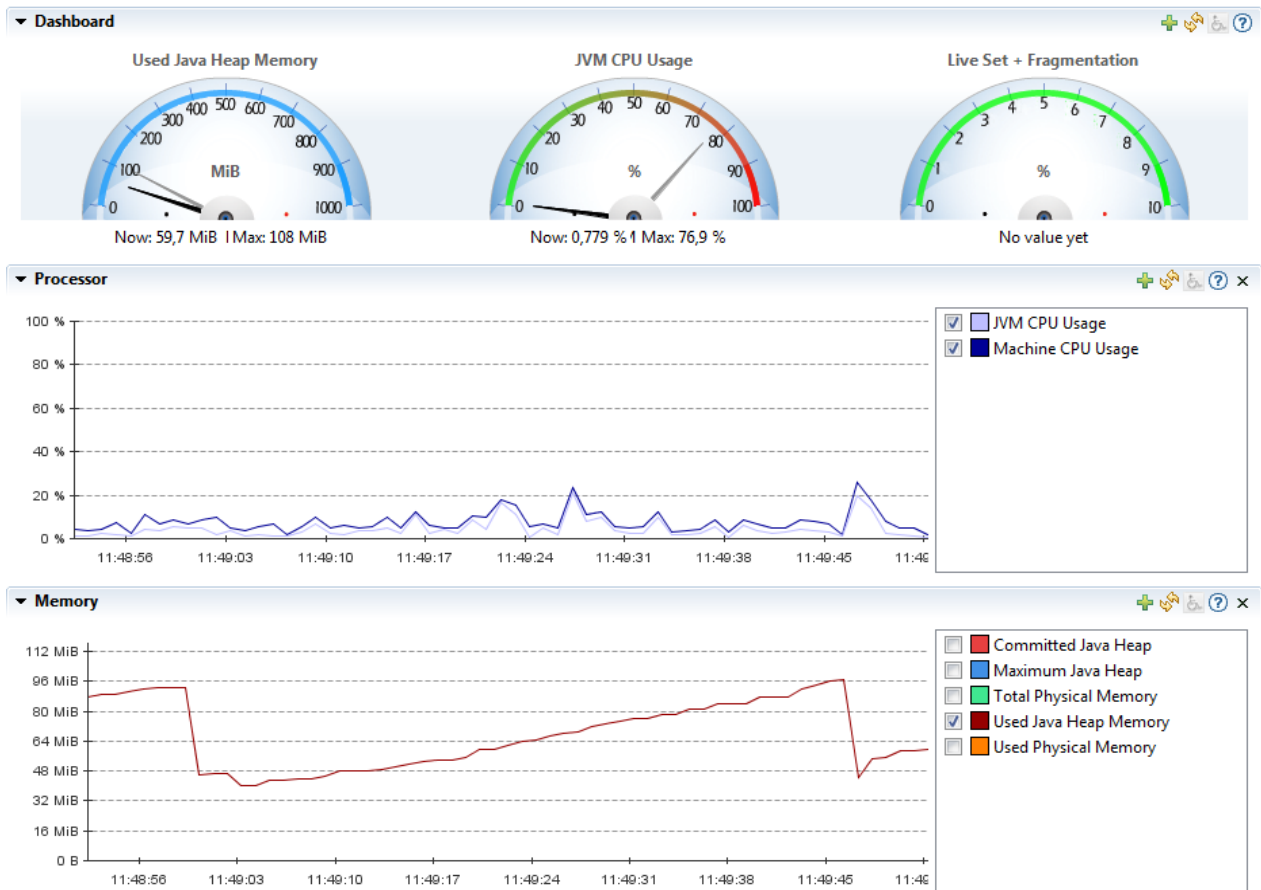 Dashboard
Used Java Heap Memory
JVM CPU Usage
Live Set + Fragmentation
0 100 200 300 400 500 600 700 800 900 1000
MiB
0 10 20 30 40 50 60 70 80 90 100
%
0 1 2 3 4 5 6 7 8 9 10
%
Now: 59,7 MiB Max: 108 MiB
Now: 0,779 % Max: 76,9 %
No value yet
Processor
100 %
80 %
60 %
40 %
20 %
0 %
11:48:56 11:49:03 11:49:10 11:49:17 11:49:24 11:49:31 11:49:38 11:49:45
JVM CPU Usage
Machine CPU Usage
Memory
112 MiB
96 MiB
80 MiB
64 MiB
48 MiB
32 MiB
16 MiB
0 B
11:48:56 11:49:03 11:49:10 11:49:17 11:49:24 11:49:31 11:49:38 11:49:45
Committed Java Heap
Maximum Java Heap
Total Physical Memory
Used Java Heap Memory
Used Physical Memory